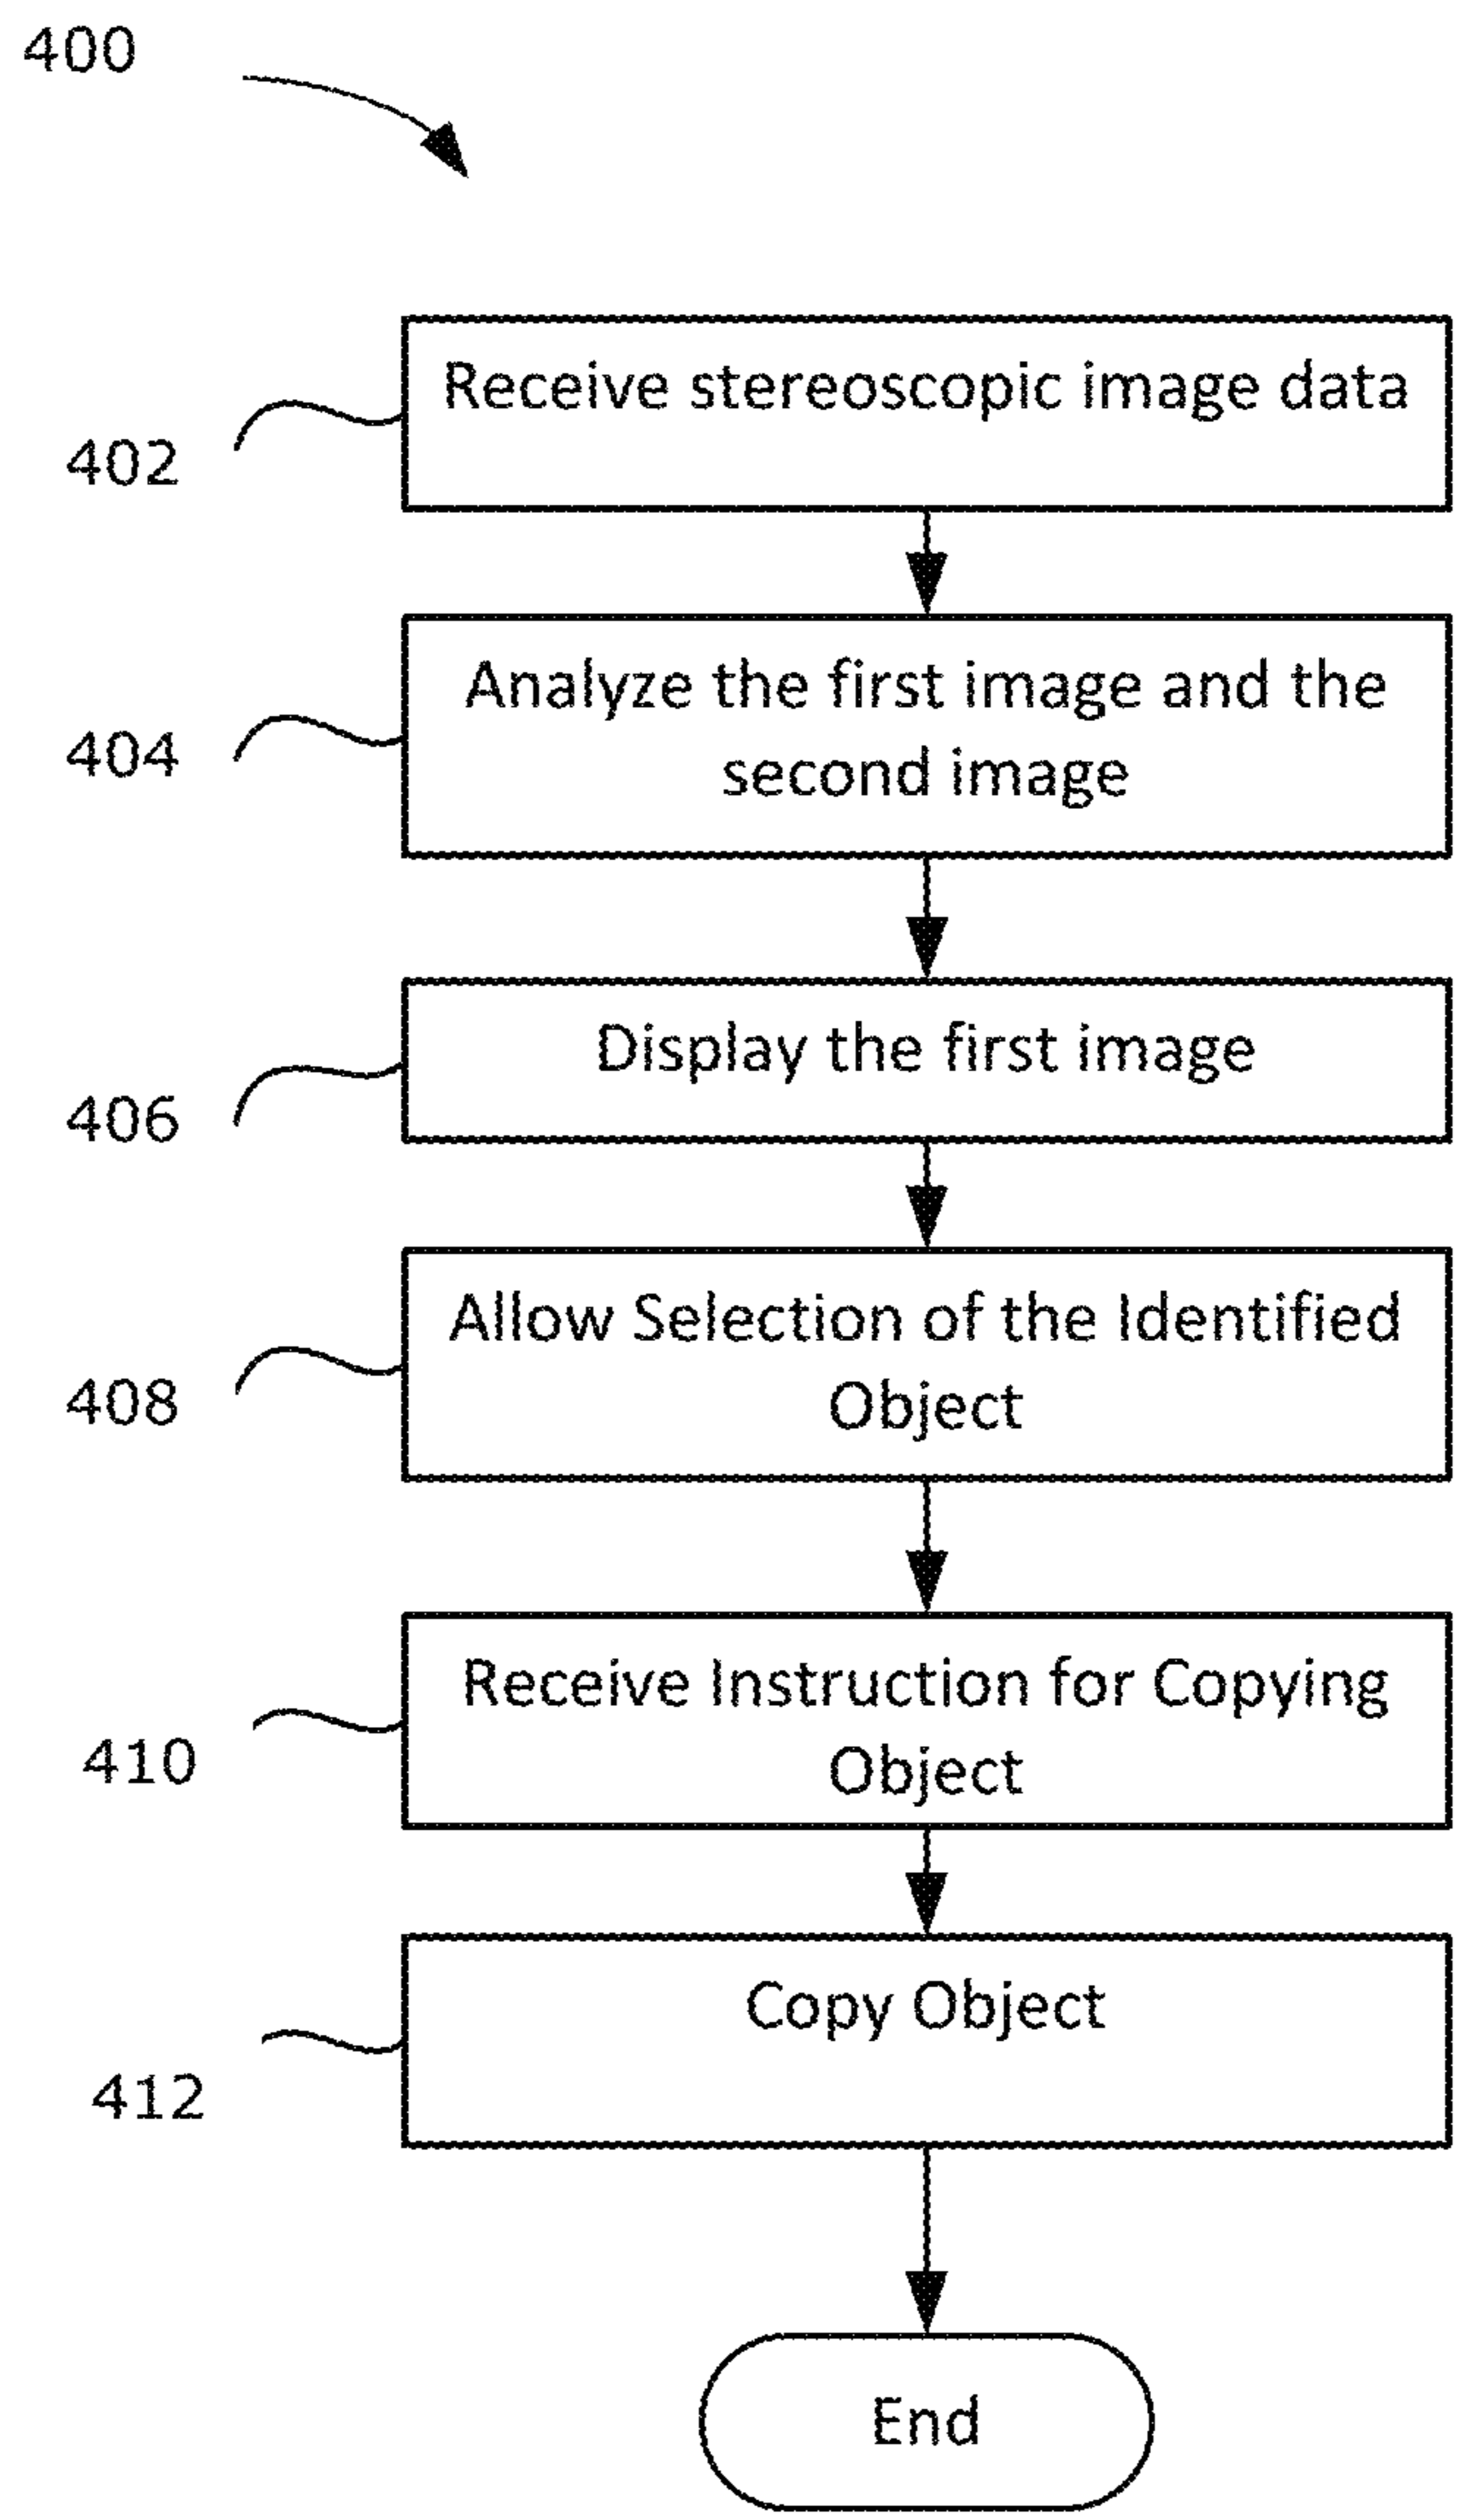 400
Receive stereoscopic image data
402
Analyze the first image and the
second image
404
Display the first image
406
Allow Selection of the Identified
Object
408
Receive Instruction for Copying
Object
410
Copy Object
412
End